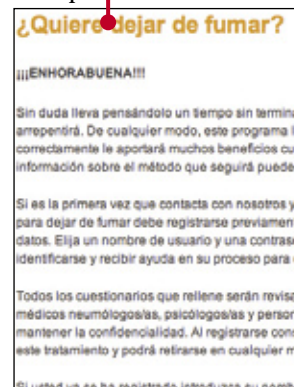 ¿Quiere dejar de fumar?
¡¡¡ENHORABUENA!!!
Sin duda lleva pensándolo un tiempo sin termina
arrepentirá. De cualquier modo, este programa l
correctamente le aportará muchos beneficios cu
información sobre el método que seguirá puede
Si es la primera vez que contacta con nosotros y
para dejar de fumar debe registrarse previamen
datos. Elija un nombre de usuario y una contrase
identificarse y recibir ayuda en su proceso para
Todos los cuestionarios que rellene serán revisa
médicos neumólogos/as, psicólogos/as y person
mantener la confidencialidad. Al registrarse cons
este tratamiento y podrá retirarse en cualquier m